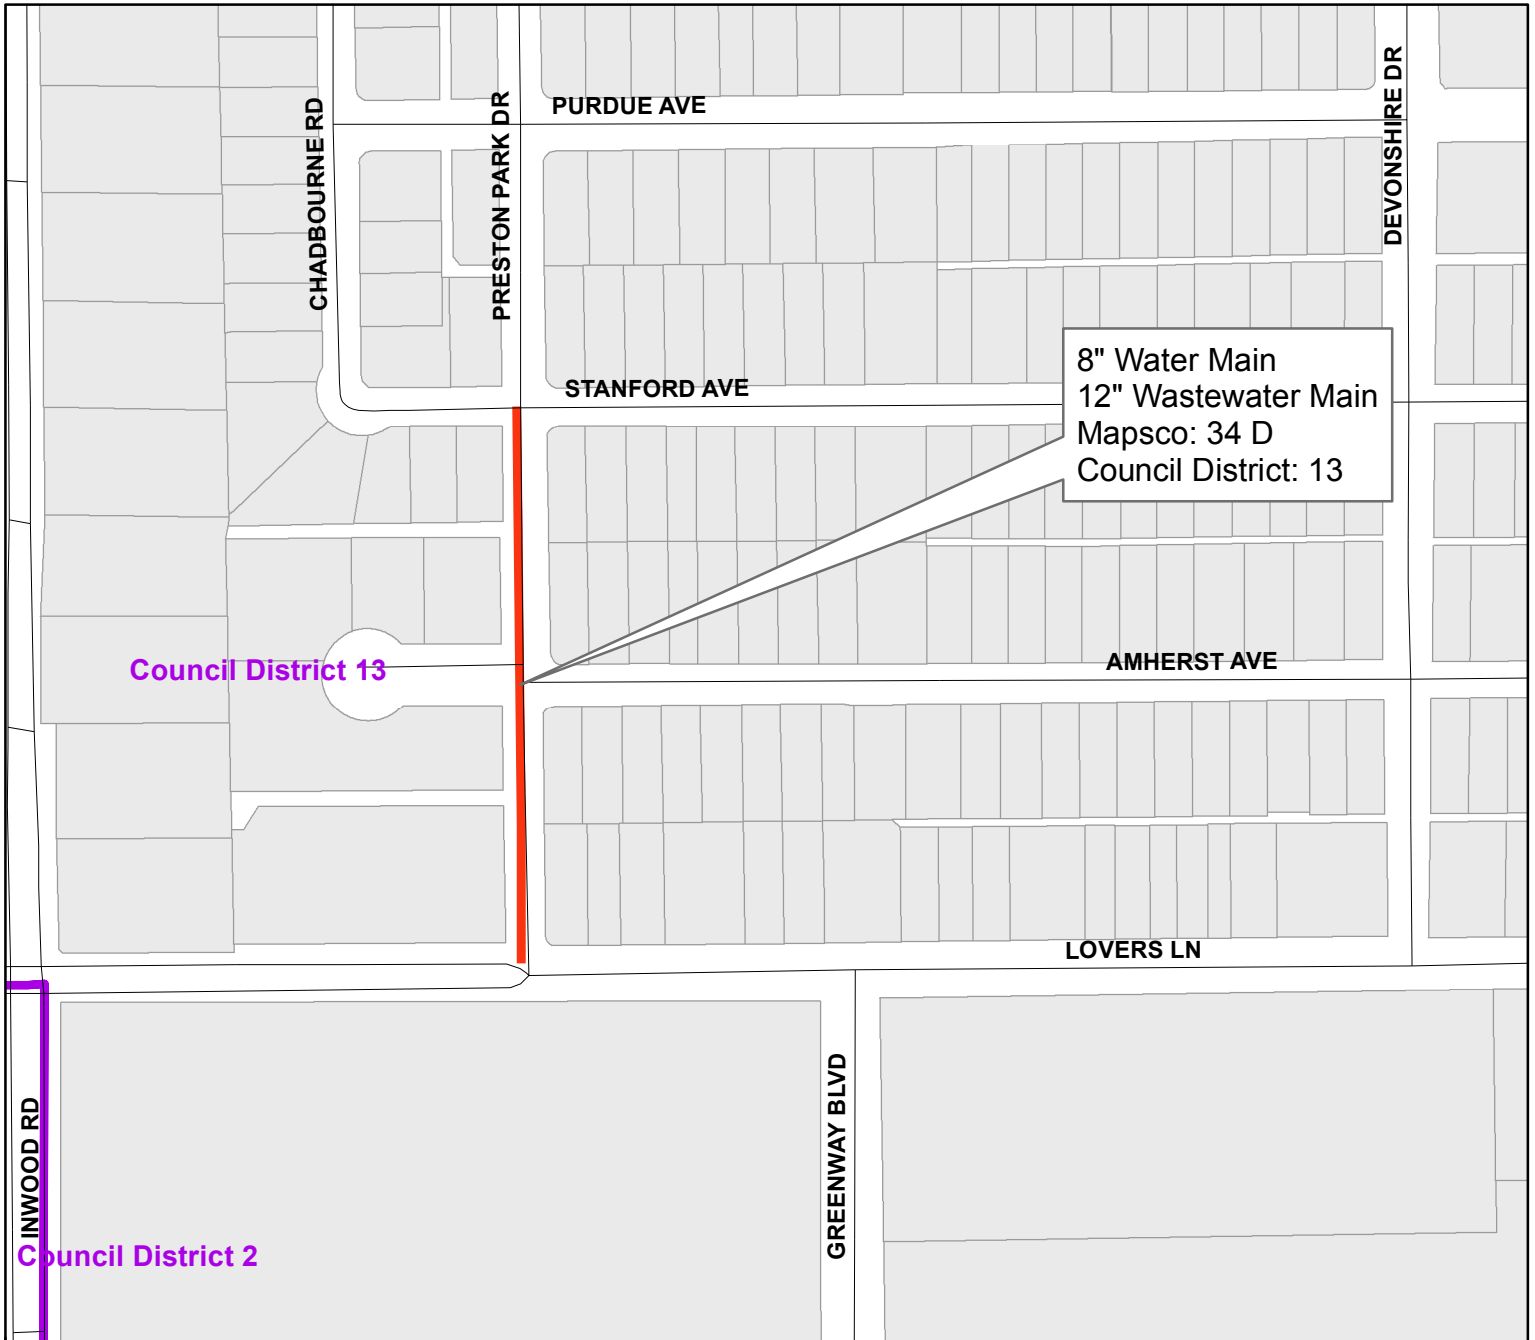 PURDUE AVE
CHADBOURNE RD
PRESTON PARK DR
DEVONSHIRE DR
STANFORD AVE
8" Water Main
12" Wastewater Main
Mapsco: 34 D
Council District: 13
Council District 13
AMHERST AVE
LOVERS LN
INWOOD RD
GREENWAY BLVD
Council District 2